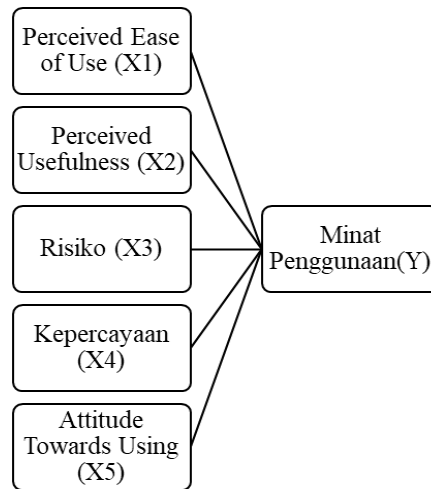 Perceived Ease
of Use (X1)
Perceived
Usefulness (X2)
Risiko (X3)
Kepercayaan
(X4)
Attitude
Towards Using
(X5)
Minat
Penggunaan(Y)